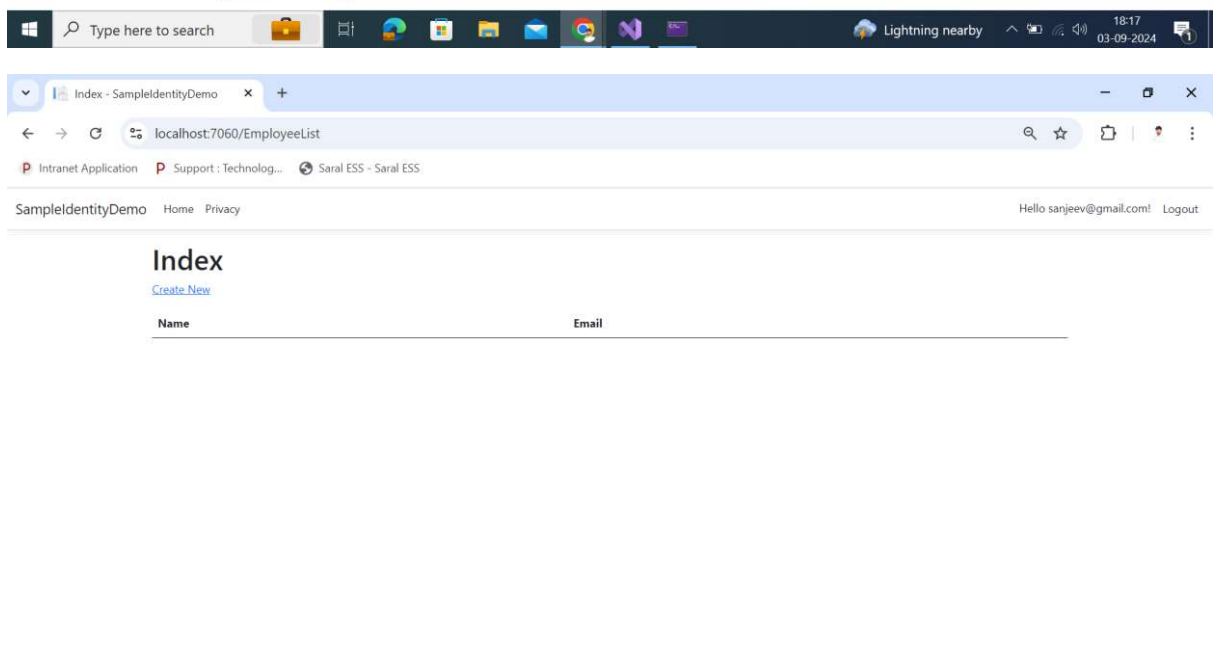 Type here to search Lightning nearby 18:17
03-09-2024 1
Index - SampleIdentityDemo
localhost:7060/EmployeeList
P Intranet Application P Support : Technolog... Saral ESS - Saral ESS
SampleIdentityDemo Home Privacy Hello sanjeev@gmail.com! Logout
Index
Create New
Name Email